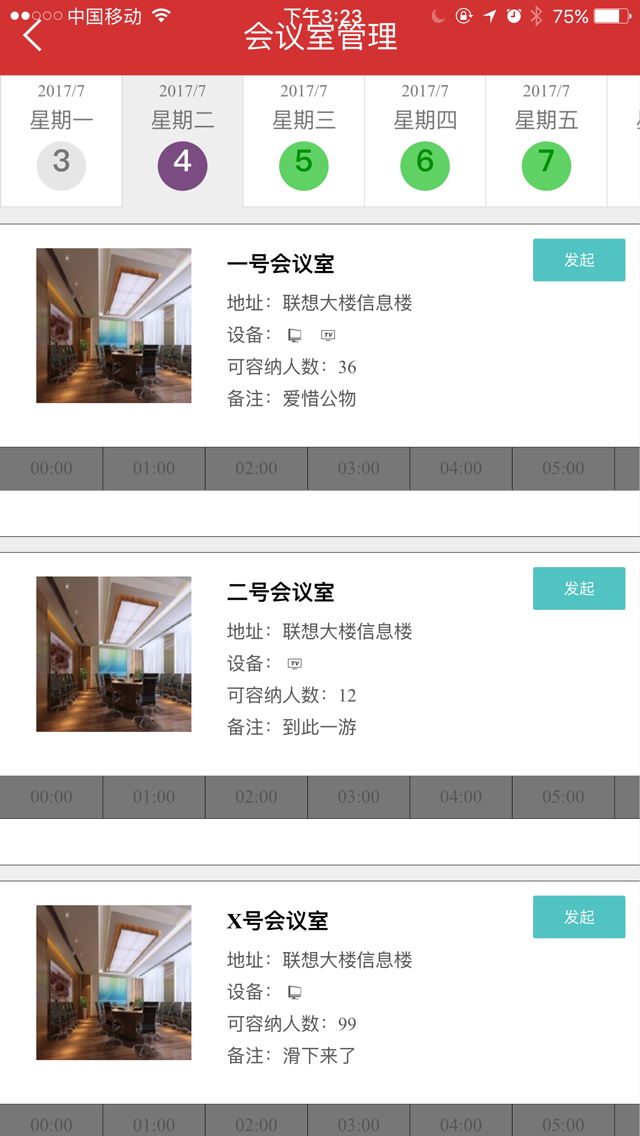 中国移动 下午3:23 75%
会议室管理
2017/7 2017/7 2017/7 2017/7 2017/7
星期一 星期二 星期三 星期四 星期五
3 4 5 6 7
一号会议室 发起
地址：联想大楼信息楼
设备： TV
可容纳人数：36
备注：爱惜公物
00:00 01:00 02:00 03:00 04:00 05:00
二号会议室 发起
地址：联想大楼信息楼
设备： TV
可容纳人数：12
备注：到此一游
00:00 01:00 02:00 03:00 04:00 05:00
X号会议室 发起
地址：联想大楼信息楼
设备：
可容纳人数：99
备注：滑下来了
00:00 01:00 02:00 03:00 04:00 05:00